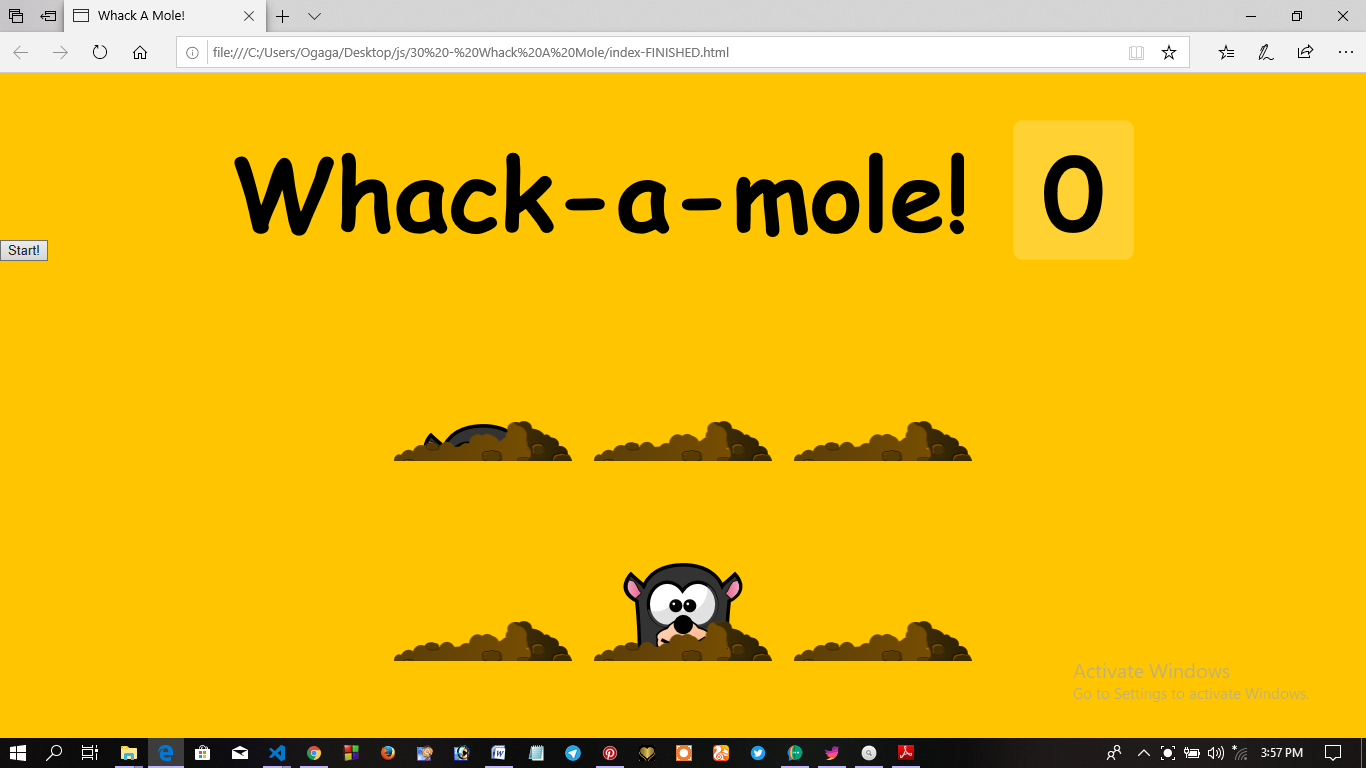 Whack A Mole!
file:///C:/Users/Ogaga/Desktop/js/30%20-%20Whack%20A%20Mole/index-FINISHED.html
Whack-a-mole! 0
Start!
Activate Windows
Go to Settings to activate Windows.
3:57 PM